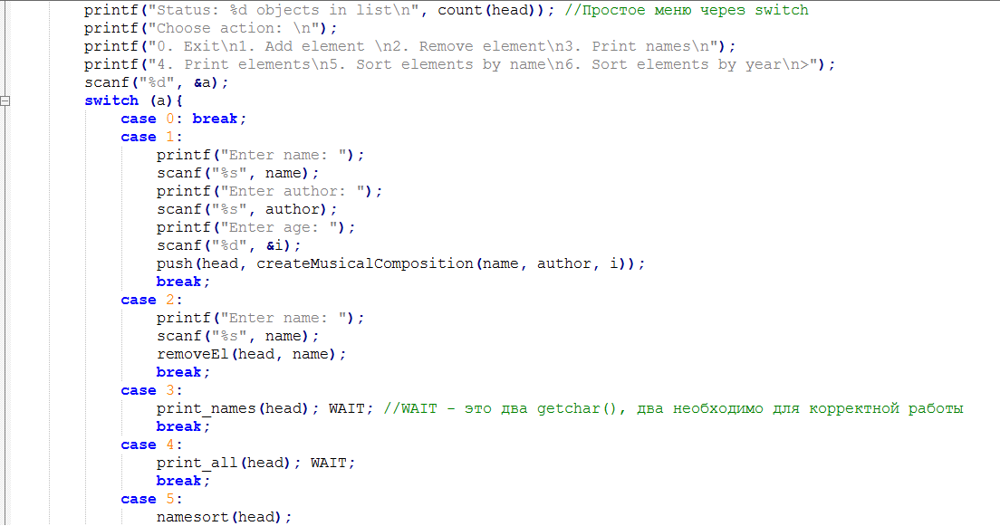 printf("Status: %d objects in list\n", count(head)); //Простое меню через switch
printf("Choose action: \n");
printf("0. Exit\n1. Add element \n2. Remove element\n3. Print names\n");
printf("4. Print elements\n5. Sort elements by name\n6. Sort elements by year\n>");
scanf("%d", &a);
switch (a){
case 0: break;
case 1:
printf("Enter name: ");
scanf("%s", name);
printf("Enter author: ");
scanf("%s", author);
printf("Enter age: ");
scanf("%d", &i);
push(head, createMusicalComposition(name, author, i));
break;
case 2:
printf("Enter name: ");
scanf("%s", name);
removeEl(head, name);
break;
case 3:
print_names(head); WAIT; //WAIT - это два getchar(), два необходимо для корректной работы
break;
case 4:
print_all(head); WAIT;
break;
case 5:
namesort(head);